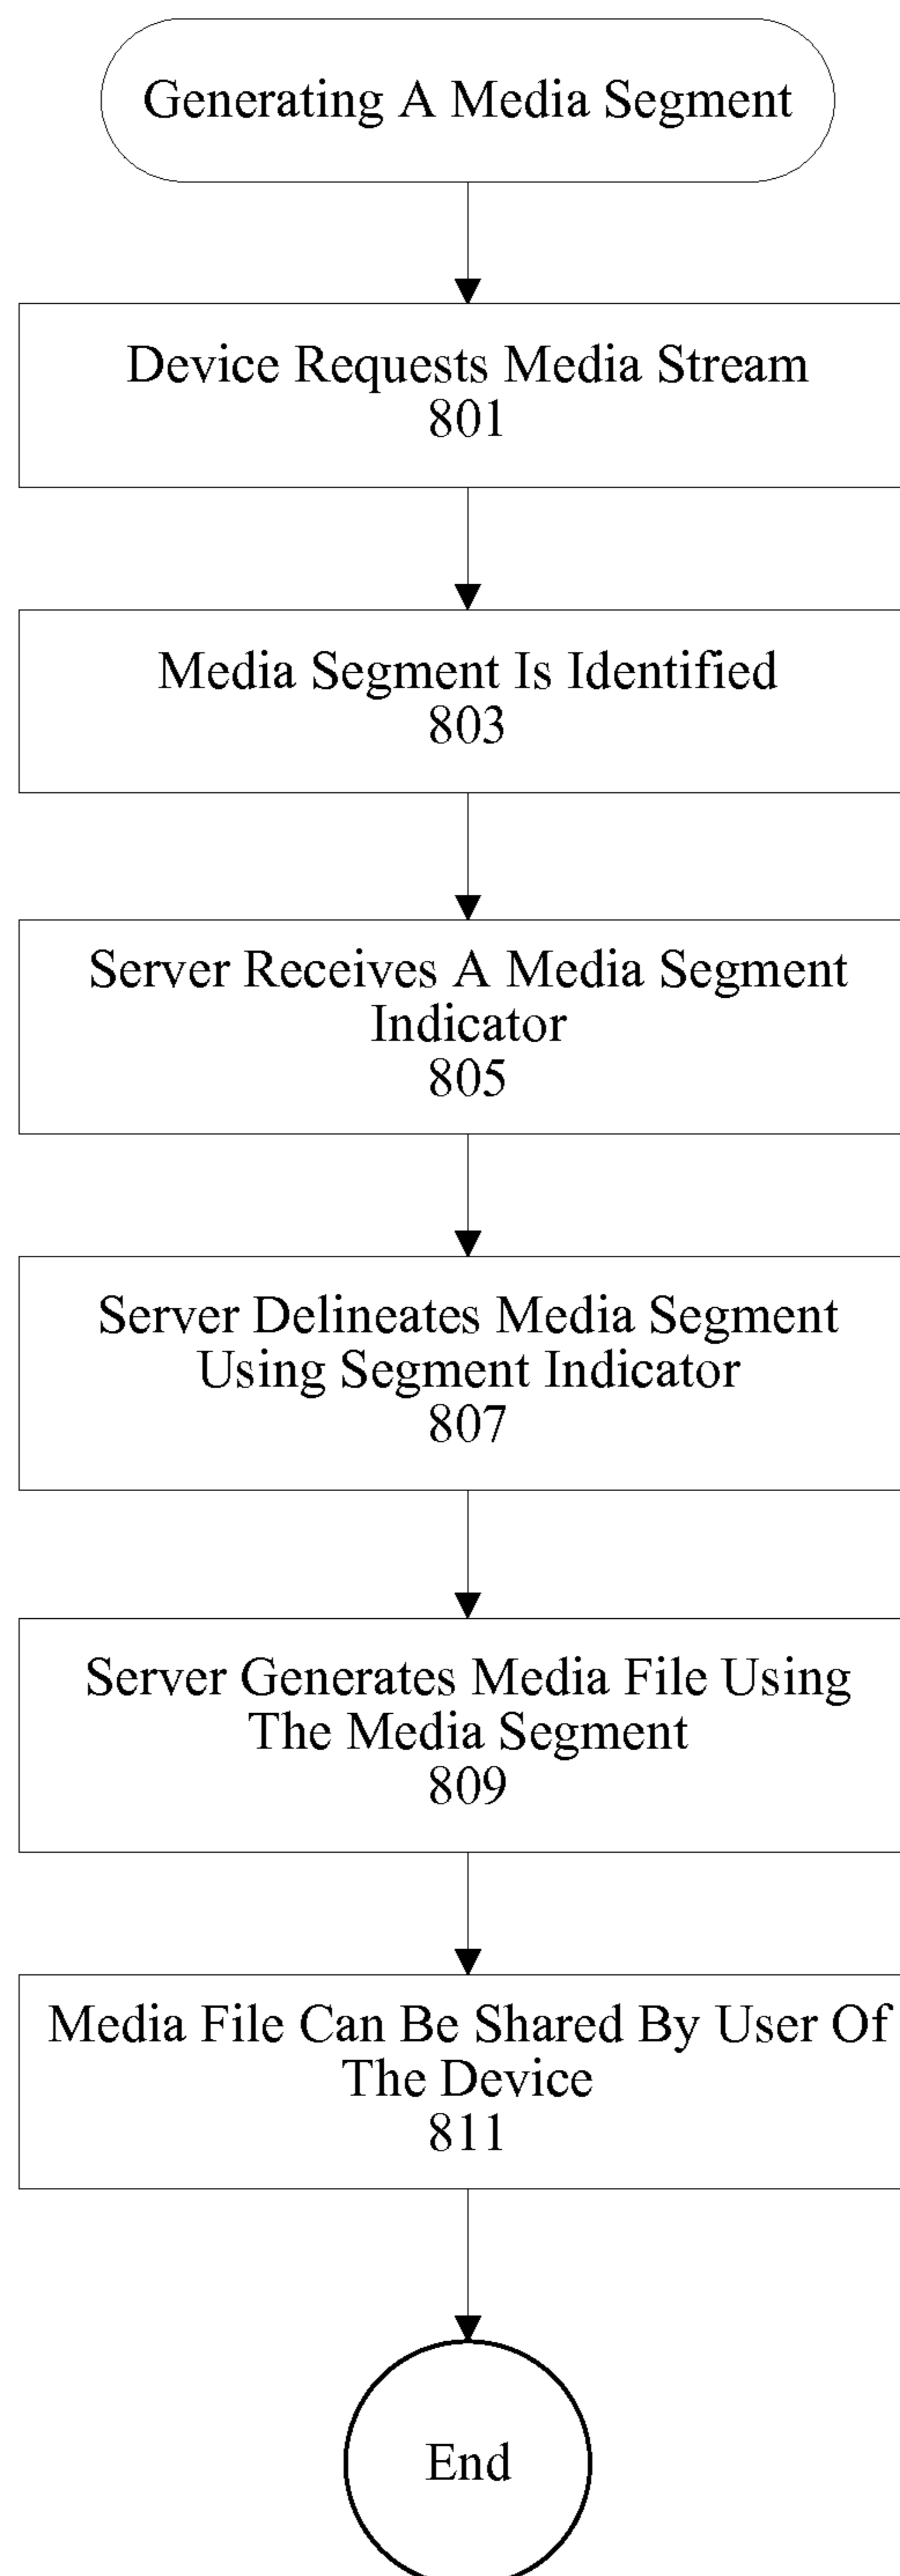 Generating A Media Segment
Device Requests Media Stream
801
Media Segment Is Identified
803
Server Receives A Media Segment
Indicator
805
Server Delineates Media Segment
Using Segment Indicator
807
Server Generates Media File Using
The Media Segment
809
Media File Can Be Shared By User Of
The Device
811
End